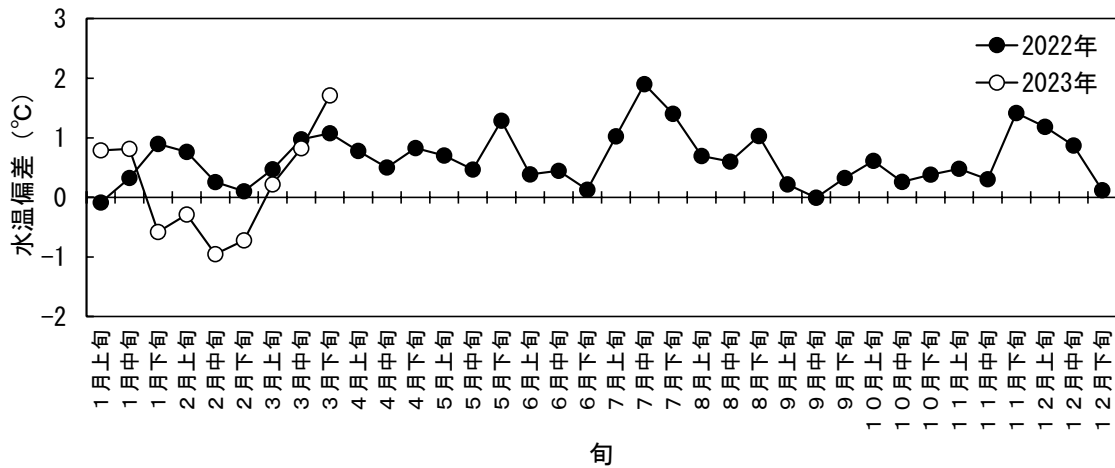 3
2
1
0
-1
-2
水温偏差（℃）
2022年
2023年
１月上旬
１月中旬
１月下旬
２月上旬
２月中旬
２月下旬
３月上旬
３月中旬
３月下旬
４月上旬
４月中旬
４月下旬
５月上旬
５月中旬
５月下旬
６月上旬
６月中旬
６月下旬
７月上旬
７月中旬
７月下旬
８月上旬
８月中旬
８月下旬
９月上旬
９月中旬
９月下旬
１０月上旬
１０月中旬
１０月下旬
１１月上旬
１１月中旬
１１月下旬
１２月上旬
１２月中旬
１２月下旬
旬